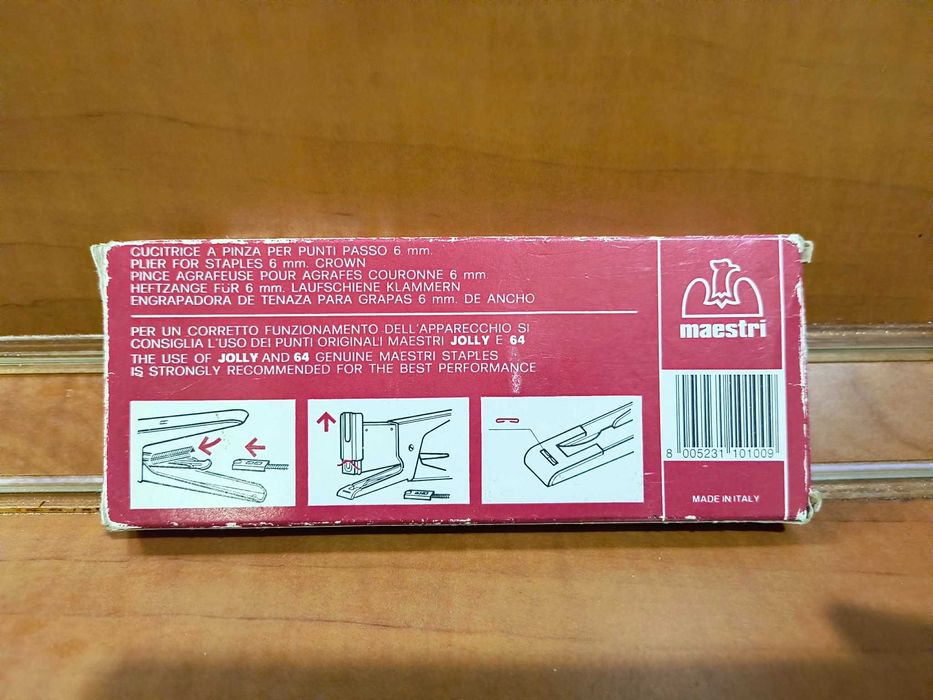 CUCITRICE A PINZA PER PUNTI PASSO 6 mm.
PLIER FOR STAPLES 6 mm. CROWN
PINCE AGRAFEUSE POUR AGRAFES COURONNE 6 mm.
HEFTZANGE FüR 6 mm. LAUFSCHIENE KLAMMERN
ENGRAPADORA DE TENAZA PARA GRAPAS 6 mm. DE ANCHO
PER UN CORRETTO FUNZIONAMENTO DELL'APPARECCHIO SI
CONSIGLIA L'USO DEI PUNTI ORIGINALI MAESTRI JOLLY E 64
THE USE OF JOLLY AND 64 GENUINE MAESTRI STAPLES
IS STRONGLY RECOMMENDED FOR THE BEST PERFORMANCE
maestri
8 005231 101009
MADE IN ITALY